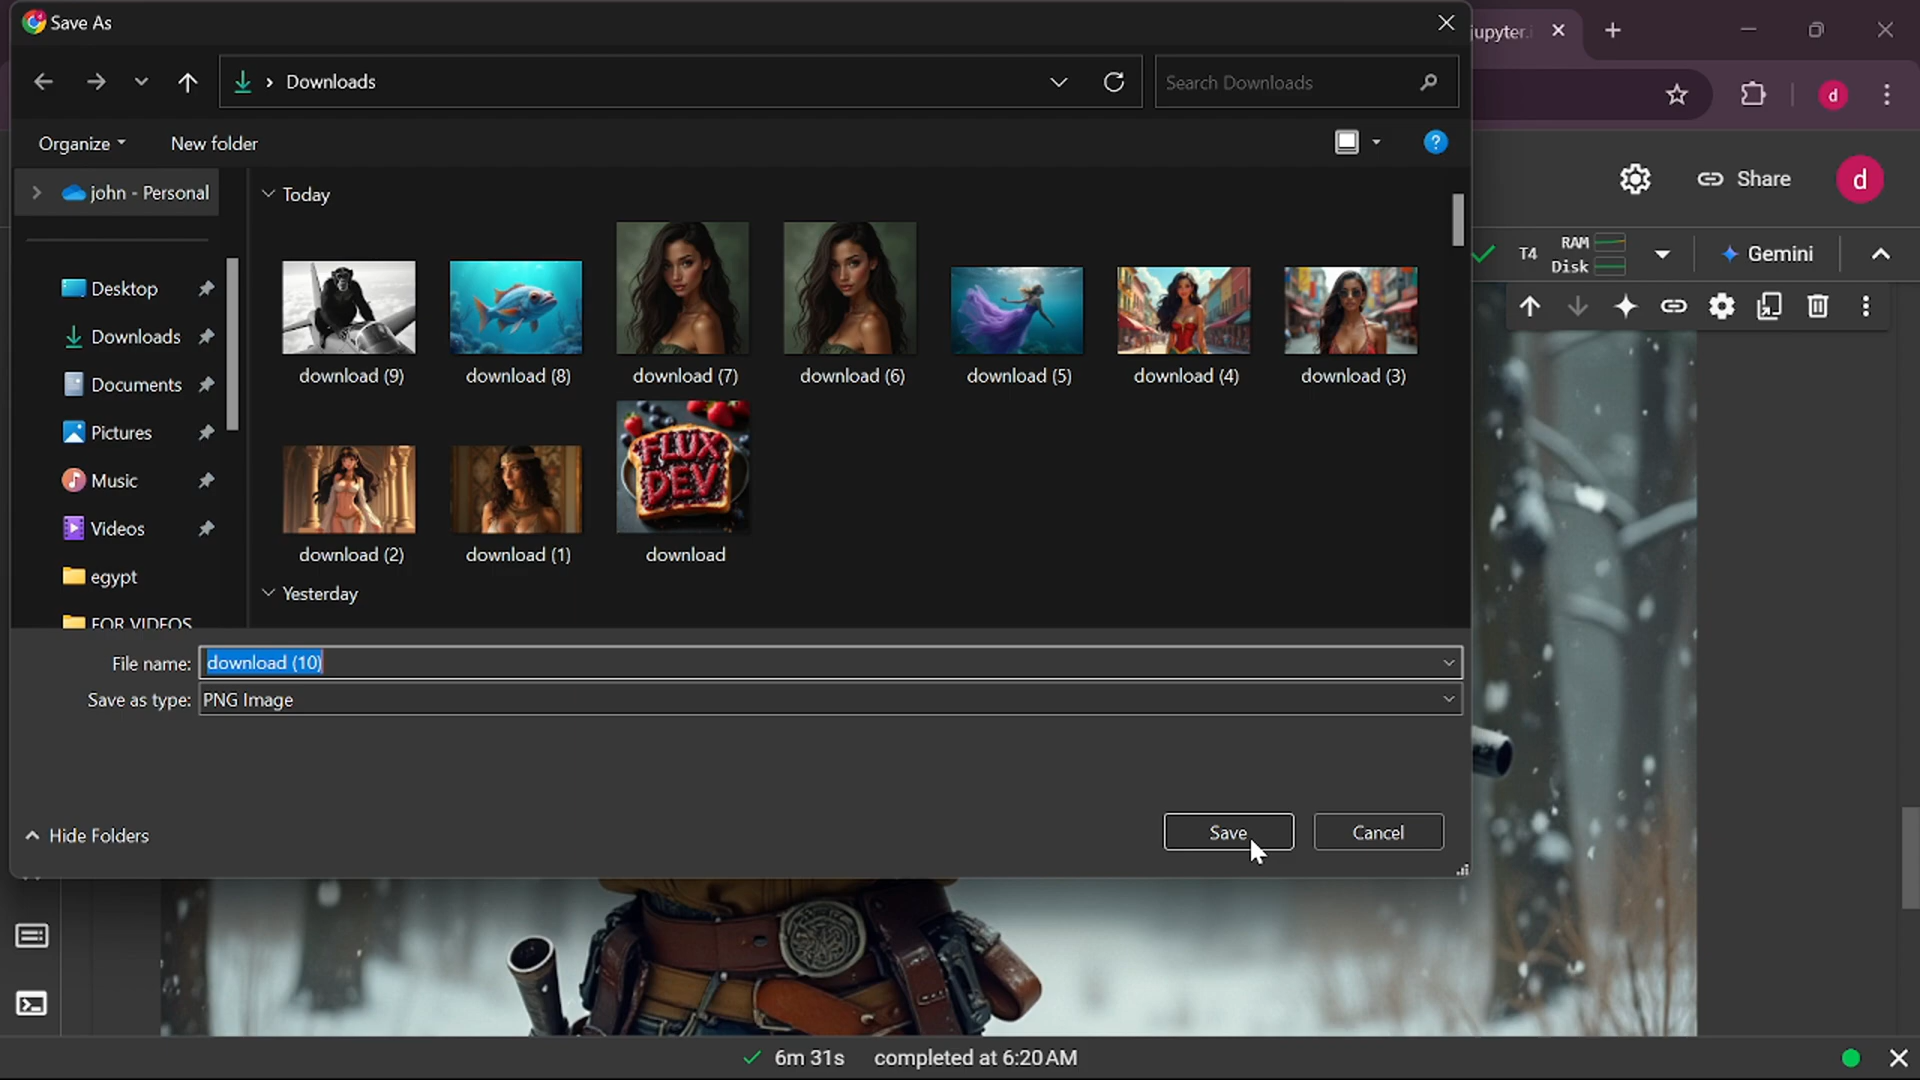 Save As
jupyter.i
Downloads
Search Downloads
d
Organize
New folder
?
john - Personal
Today
Share
d
T4
RAM
Disk
Gemini
Desktop
Downloads
Documents
Pictures
Music
Videos
egypt
FOR VIDEOS
download (9)
download (8)
download (7)
download (6)
download (5)
download (4)
download (3)
FLUX
DEV
download (2)
download (1)
download
Yesterday
File name: download (10)
Save as type: PNG Image
Hide Folders
Save
Cancel
6m 31s completed at 6:20 AM